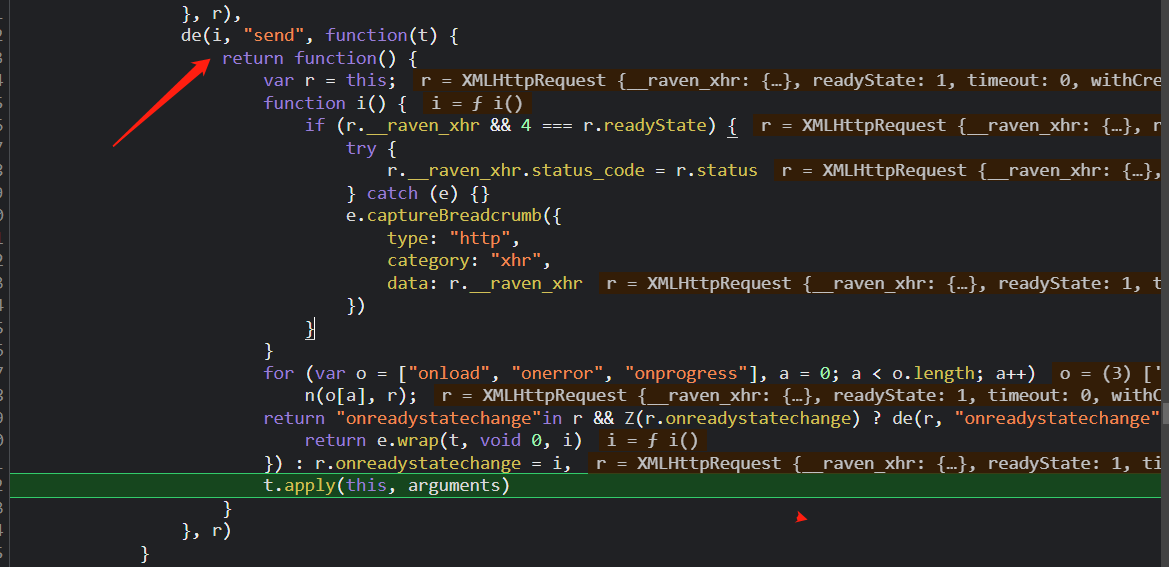 }, r),
de(i, "send", function(t) {
return function() {
var r = this;   r = XMLHttpRequest {__raven_xhr: {…}, readyState: 1, timeout: 0, withCre
function i() {   i = ƒ i()
if (r.__raven_xhr && 4 === r.readyState) {   r = XMLHttpRequest {__raven_xhr: {…}, r
try {
r.__raven_xhr.status_code = r.status   r = XMLHttpRequest {__raven_xhr: {…},
} catch (e) {}
e.captureBreadcrumb({
type: "http",
category: "xhr",
data: r.__raven_xhr   r = XMLHttpRequest {__raven_xhr: {…}, readyState: 1, t
})
}
}
for (var o = ["onload", "onerror", "onprogress"], a = 0; a < o.length; a++)   o = (3) ['
n(o[a], r);   r = XMLHttpRequest {__raven_xhr: {…}, readyState: 1, timeout: 0, withC
return "onreadystatechange"in r && Z(r.onreadystatechange) ? de(r, "onreadystatechange"
return e.wrap(t, void 0, i)   i = ƒ i()
}) : r.onreadystatechange = i,   r = XMLHttpRequest {__raven_xhr: {…}, readyState: 1, ti
t.apply(this, arguments)
}
}, r)
}